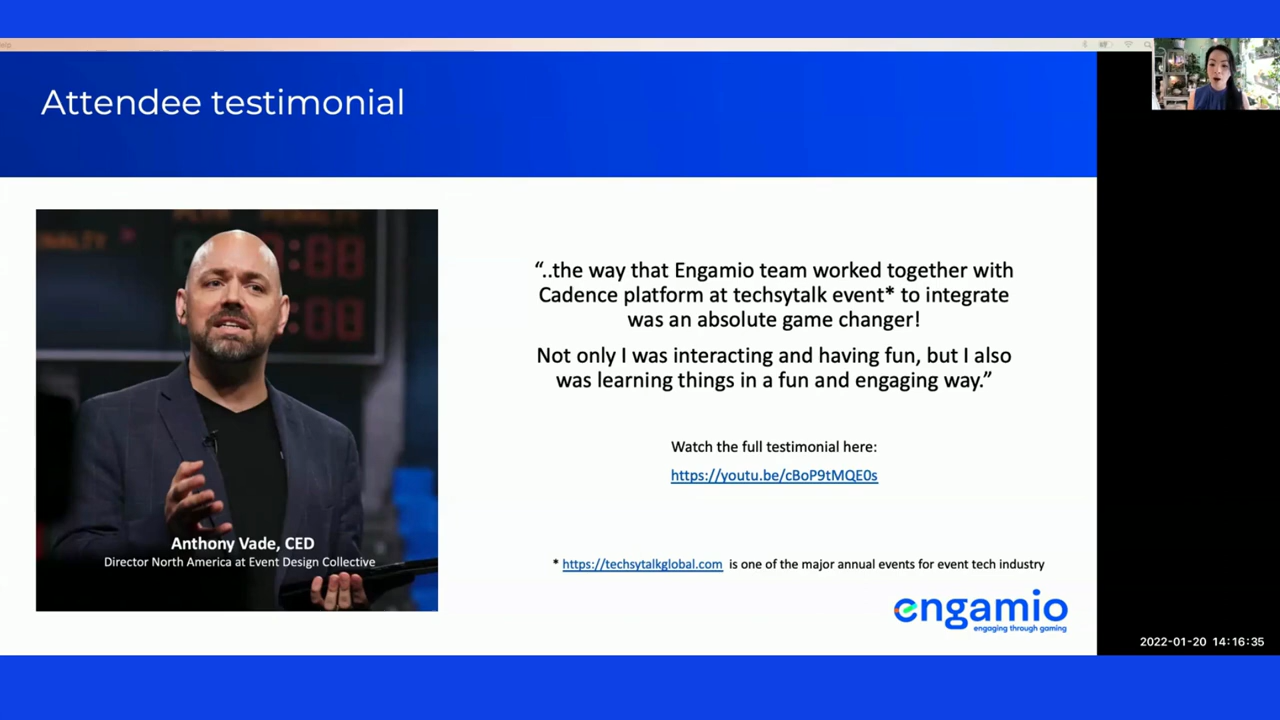 Attendee testimonial
“..the way that Engamio team worked together with
Cadence platform at techsytalk event* to integrate
was an absolute game changer!
Not only I was interacting and having fun, but I also
was learning things in a fun and engaging way.”
Watch the full testimonial here:
https://youtu.be/cBoP9tMQE0s
PENALTY
Anthony Vade, CED
Director North America at Event Design Collective
* https://techsytalkglobal.com is one of the major annual events for event tech industry
engamio
engaging through gaming
2022-01-20 14:16:35